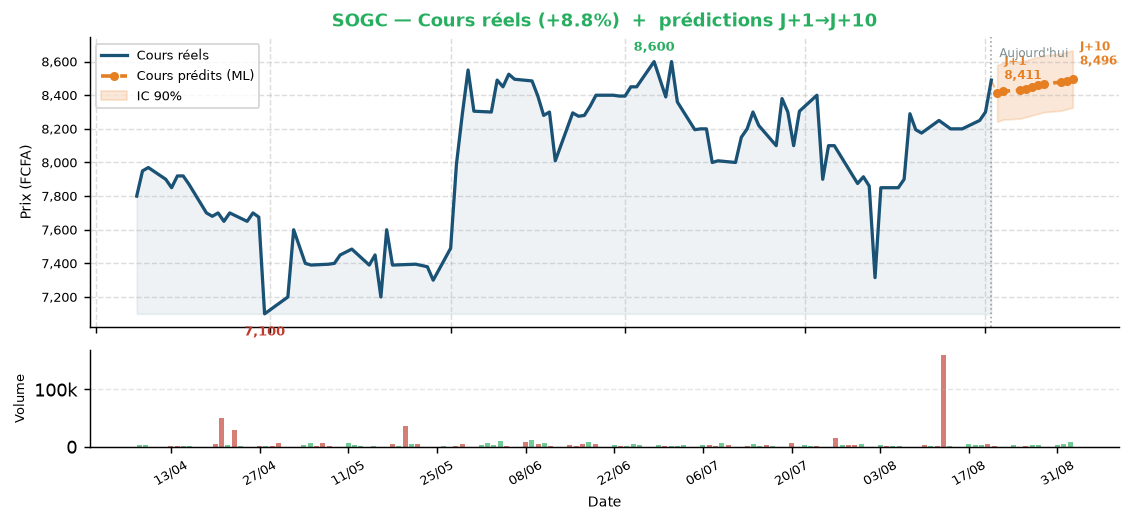 SOGC — Cours réels (+8.8%) + prédictions J+1→J+10
Cours réels
Cours prédits (ML)
IC 90%
8,600
Aujourd'hui
J+1
8,411
J+10
8,496
7,100
Prix (FCFA)
8,600
8,400
8,200
8,000
7,800
7,600
7,400
7,200
Volume
100k
0
13/04
27/04
11/05
25/05
08/06
22/06
06/07
20/07
03/08
17/08
31/08
Date